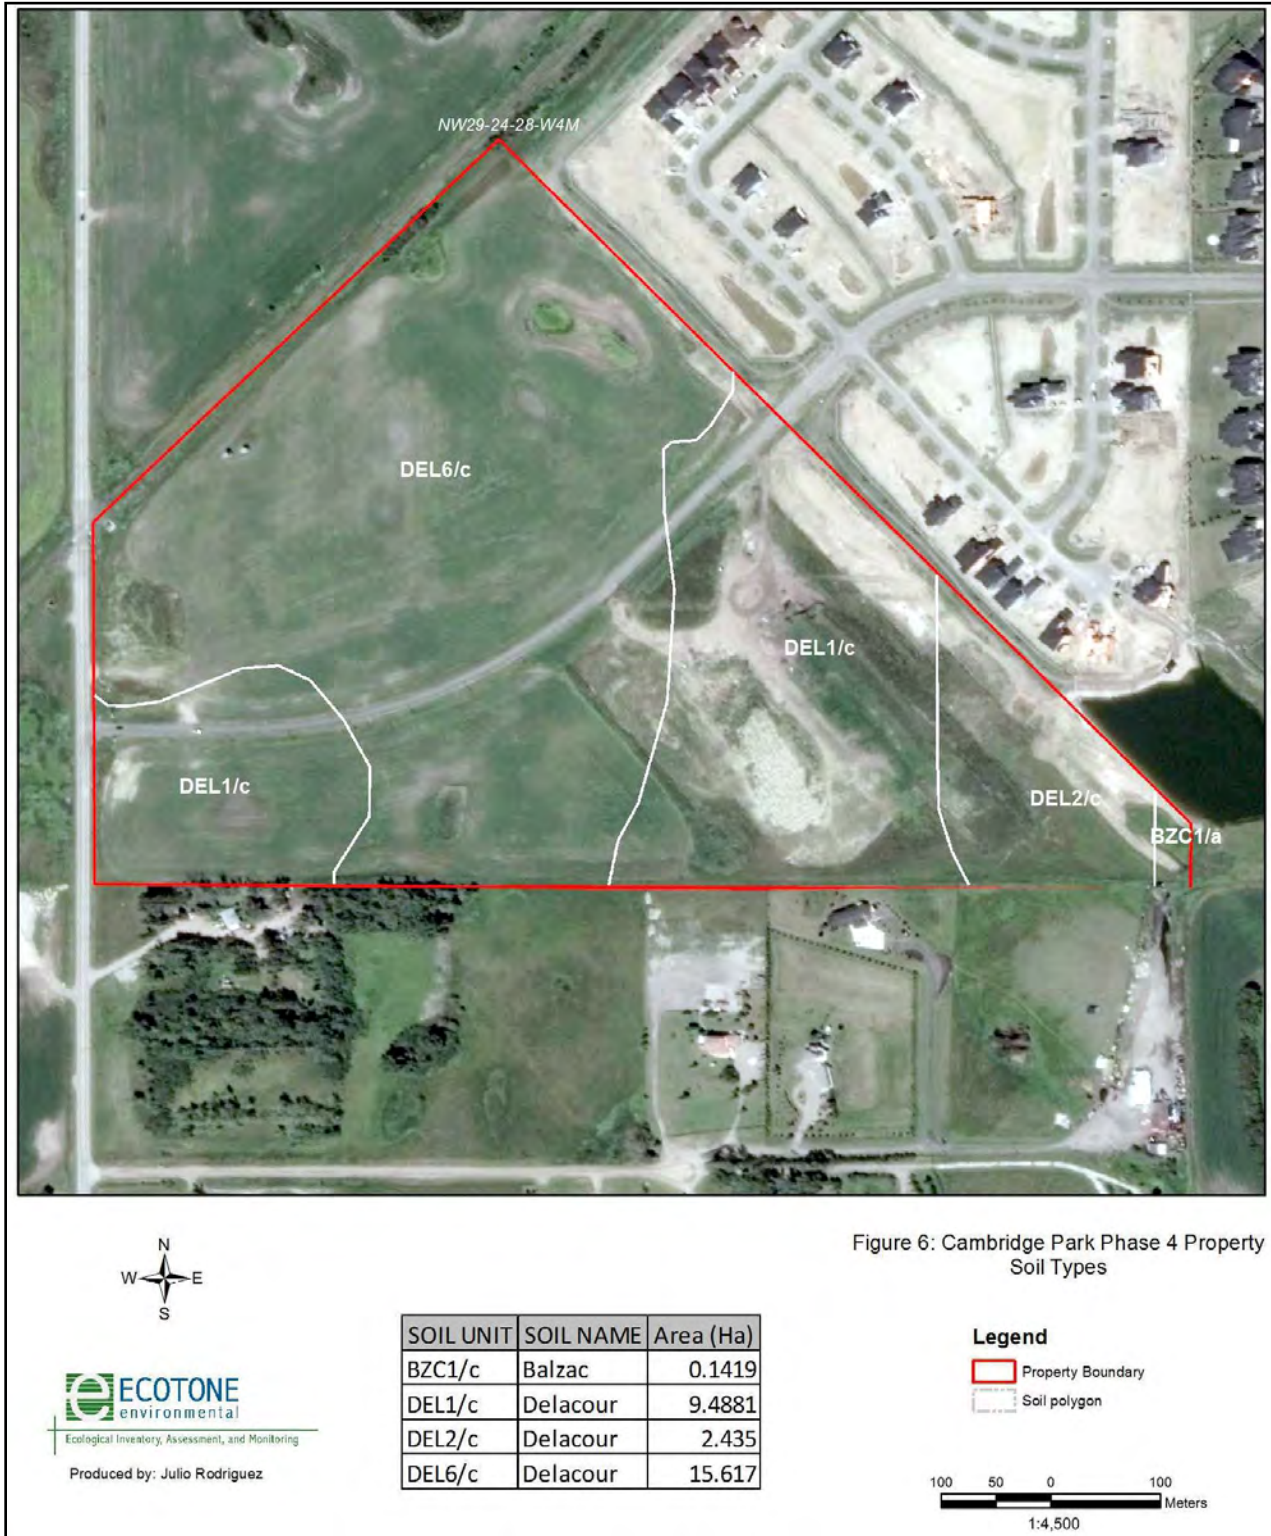 NW29-24-28-W4M
DEL6/c
DEL1/c
DEL1/c
DEL2/c
BZC1/a
N
W E
S
Figure 6: Cambridge Park Phase 4 Property
Soil Types
SOIL UNIT SOIL NAME Area (Ha)
BZC1/c Balzac 0.1419
DEL1/c Delacour 9.4881
DEL2/c Delacour 2.435
DEL6/c Delacour 15.617
Legend
Property Boundary
Soil polygon
e ECOTONE
environmental
Ecological Inventory, Assessment, and Monitoring
Produced by: Julio Rodriguez
100 50 0 100
Meters
1:4,500